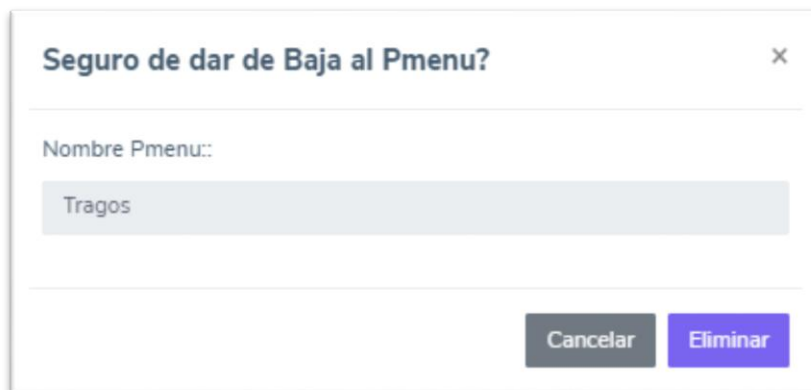 Seguro de dar de Baja al Pmenu? ×
Nombre Pmenu::
Tragos
Cancelar Eliminar